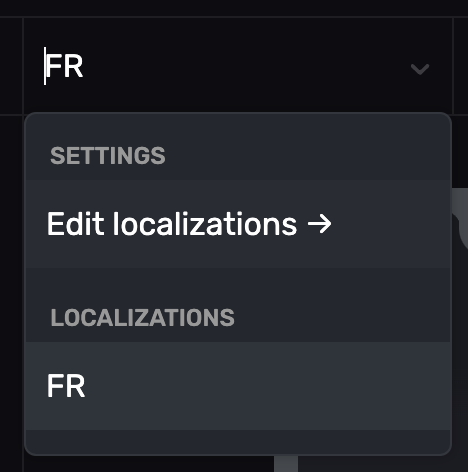 FR
SETTINGS
Edit localizations →
LOCALIZATIONS
FR